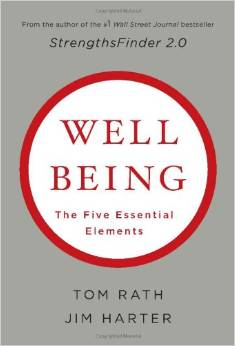 From the author of the #1 Wall Street Journal bestseller
StrengthsFinder 2.0
WELL
BEING
The Five Essential
Elements
TOM RATH
JIM HARTER